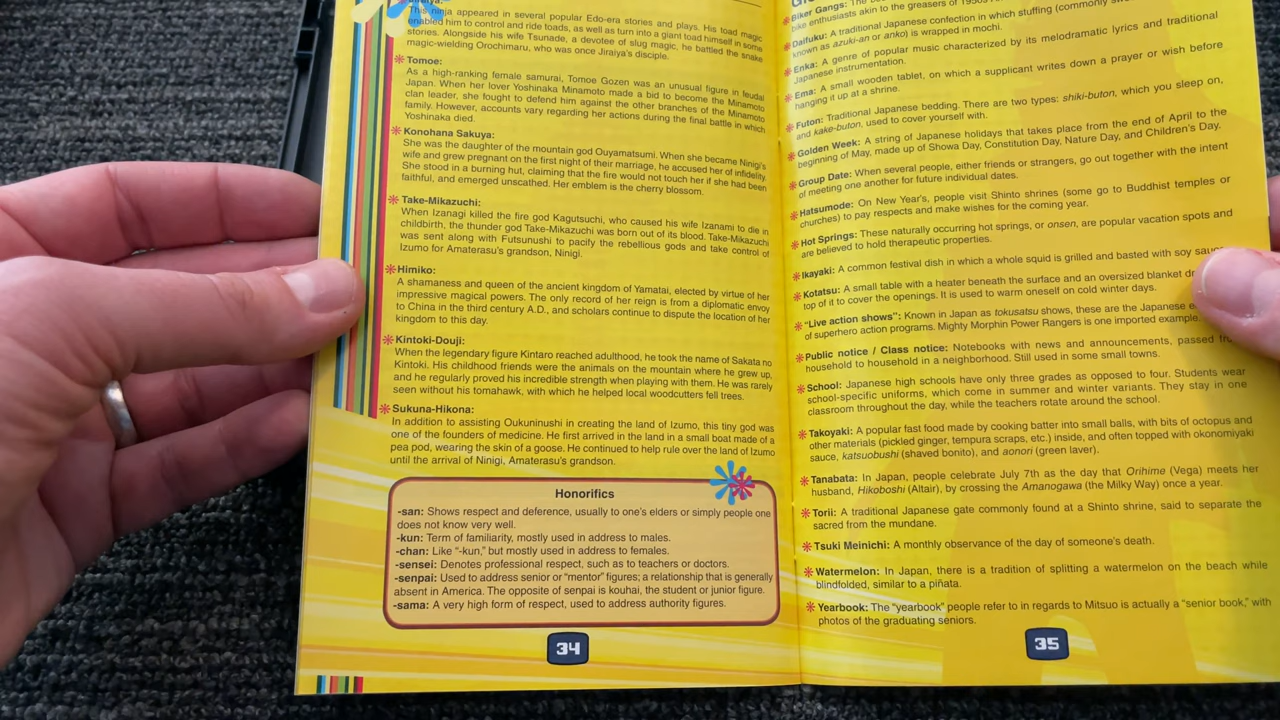 This ninja appeared in several popular Edo-era stories and plays. His toad magic
enabled him to control and ride toads, as well as turn into a giant toad himself in some
stories. Alongside his wife Tsunade, a devotee of slug magic, he battled the snake
magic-wielding Orochimaru, who was once Jiraiya's disciple.
Tomoe:
As a high-ranking female samurai, Tomoe Gozen was an unusual figure in feudal
Japan. When her lover Yoshinaka Minamoto made a bid to become the Minamoto
clan leader, she fought to defend him against the other branches of the Minamoto
family. However, accounts vary regarding her actions during the final battle in which
Yoshinaka died.
Konohana Sakuya:
She was the daughter of the mountain god Ouyamatsumi. When she became Ninigi's
wife and grew pregnant on the first night of their marriage, he accused her of infidelity.
She stood in a burning hut, claiming that the fire would not touch her if she had been
faithful, and emerged unscathed. Her emblem is the cherry blossom.
Take-Mikazuchi:
When Izanagi killed the fire god Kagutsuchi, who caused his wife Izanami to die in
childbirth, the thunder god Take-Mikazuchi was born out of its blood. Take-Mikazuchi
was sent along with Futsunushi to pacify the rebellious gods and take control of
Izumo for Amaterasu's grandson, Ninigi.
Himiko:
A shamaness and queen of the ancient kingdom of Yamatai, elected by virtue of her
impressive magical powers. The only record of her reign is from a diplomatic envoy
to China in the third century A.D., and scholars continue to dispute the location of her
kingdom to this day.
Kintoki-Douji:
When the legendary figure Kintaro reached adulthood, he took the name of Sakata no
Kintoki. His childhood friends were the animals on the mountain where he grew up,
and he regularly proved his incredible strength when playing with them. He was rarely
seen without his tomahawk, with which he helped local woodcutters fell trees.
Sukuna-Hikona:
In addition to assisting Oukuninushi in creating the land of Izumo, this tiny god was
one of the founders of medicine. He first arrived in the land in a small boat made of a
pea pod, wearing the skin of a goose. He continued to help rule over the land of Izumo
until the arrival of Ninigi, Amaterasu's grandson.
Honorifics
-san: Shows respect and deference, usually to one's elders or simply people one
does not know very well.
-kun: Term of familiarity, mostly used in address to males.
-chan: Like "-kun," but mostly used in address to females.
-sensei: Denotes professional respect, such as to teachers or doctors.
-senpai: Used to address senior or "mentor" figures; a relationship that is generally
absent in America. The opposite of senpai is kouhai, the student or junior figure.
-sama: A very high form of respect, used to address authority figures.
34
Biker Gangs: The
bike enthusiasts akin to the greasers of 1950s
Daifuku: A traditional Japanese confection in which stuffing (commonly
known as azuki-an or anko) is wrapped in mochi.
Enka: A genre of popular music characterized by its melodramatic lyrics and traditional
Japanese instrumentation.
Ema: A small wooden tablet, on which a supplicant writes down a prayer or wish before
hanging it up at a shrine.
Futon: Traditional Japanese bedding. There are two types: shiki-buton, which you sleep on,
and kake-buton, used to cover yourself with.
Golden Week: A string of Japanese holidays that takes place from the end of April to the
beginning of May, made up of Showa Day, Constitution Day, Nature Day, and Children's Day.
Group Date: When several people, either friends or strangers, go out together with the intent
of meeting one another for future individual dates.
Hatsumode: On New Year's, people visit Shinto shrines (some go to Buddhist temples or
churches) to pay respects and make wishes for the coming year.
Hot Springs: These naturally occurring hot springs, or onsen, are popular vacation spots and
are believed to hold therapeutic properties.
Ikayaki: A common festival dish in which a whole squid is grilled and basted with soy
Kotatsu: A small table with a heater beneath the surface and an oversized blanket
top of it to cover the openings. It is used to warm oneself on cold winter days.
"Live action shows": Known in Japan as tokusatsu shows, these are the Japanese
of superhero action programs. Mighty Morphin Power Rangers is one imported example.
Public notice / Class notice: Notebooks with news and announcements, passed
household to household in a neighborhood. Still used in some small towns.
School: Japanese high schools have only three grades as opposed to four. Students wear
school-specific uniforms, which come in summer and winter variants. They stay in one
classroom throughout the day, while the teachers rotate around the school.
Takoyaki: A popular fast food made by cooking batter into small balls, with bits of octopus and
other materials (pickled ginger, tempura scraps, etc.) inside, and often topped with okonomiyaki
sauce, katsuobushi (shaved bonito), and aonori (green laver).
Tanabata: In Japan, people celebrate July 7th as the day that Orihime (Vega) meets her
husband, Hikoboshi (Altair), by crossing the Amanogawa (the Milky Way) once a year.
Torii: A traditional Japanese gate commonly found at a Shinto shrine, said to separate the
sacred from the mundane.
Tsuki Meinichi: A monthly observance of the day of someone's death.
Watermelon: In Japan, there is a tradition of splitting a watermelon on the beach while
blindfolded, similar to a piñata.
Yearbook: The "yearbook" people refer to in regards to Mitsuo is actually a "senior book," with
photos of the graduating seniors.
35